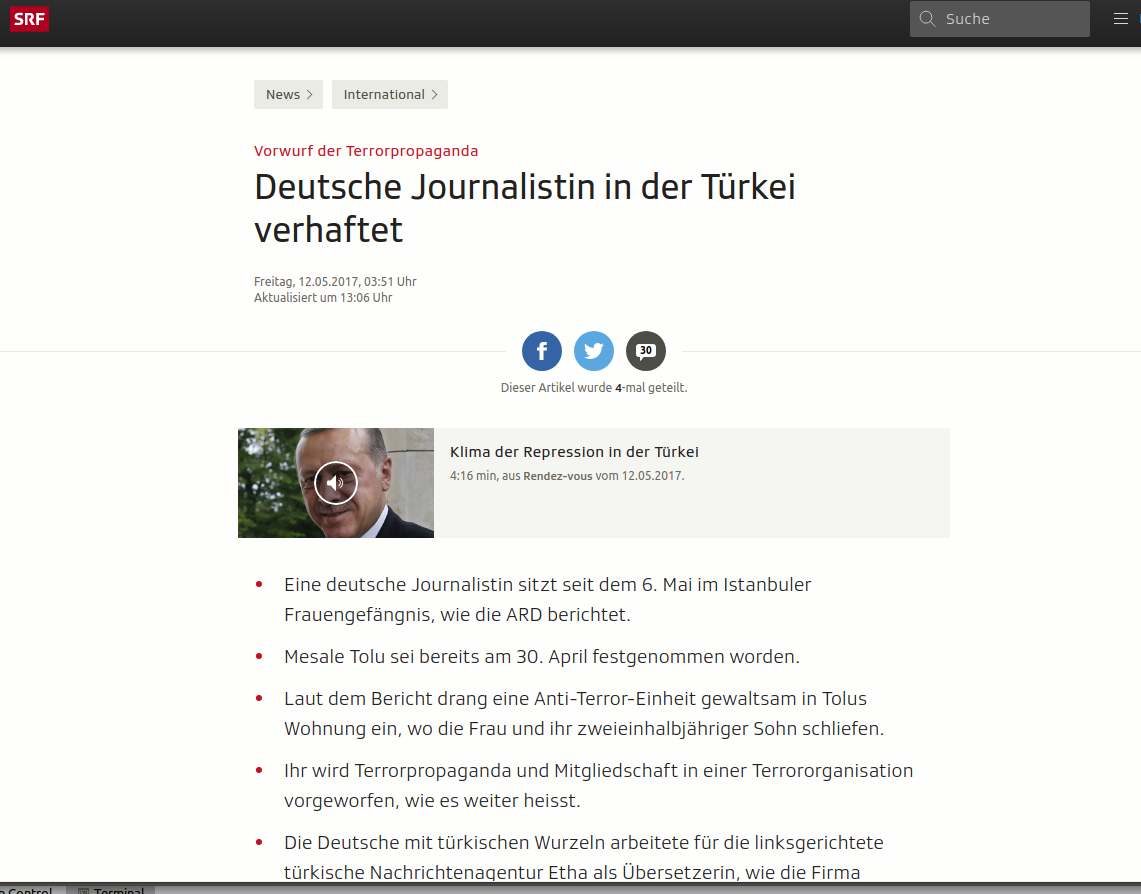 SRF
Suche
News
International
Vorwurf der Terrorpropaganda
Deutsche Journalistin in der Türkei
verhaftet
Freitag, 12.05.2017, 03:51 Uhr
Aktualisiert um 13:06 Uhr
30
Dieser Artikel wurde 4-mal geteilt.
Klima der Repression in der Türkei
4:16 min, aus Rendez-vous vom 12.05.2017.
Eine deutsche Journalistin sitzt seit dem 6. Mai im Istanbuler
Frauengefängnis, wie die ARD berichtet.
Mesale Tolu sei bereits am 30. April festgenommen worden.
Laut dem Bericht drang eine Anti-Terror-Einheit gewaltsam in Tolus
Wohnung ein, wo die Frau und ihr zweieinhalbjähriger Sohn schliefen.
Ihr wird Terrorpropaganda und Mitgliedschaft in einer Terrororganisation
vorgeworfen, wie es weiter heisst.
Die Deutsche mit türkischen Wurzeln arbeitete für die linksgerichtete
türkische Nachrichtenagentur Etha als Übersetzerin, wie die Firma
Control Terminal